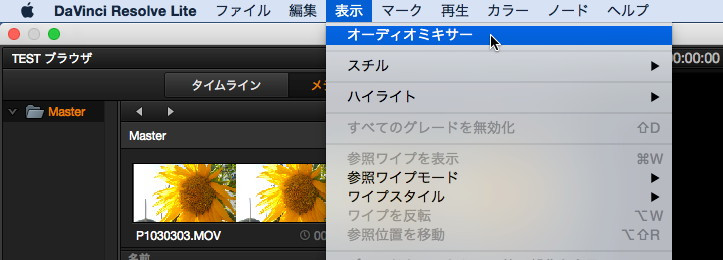 DaVinci Resolve Lite ファイル 編集 表示 マーク 再生 カラー ノード ヘルプ
オーディオミキサー
TEST ブラウザ
00:00:00
スチル
タイムライン
ハイライト
Master
すべてのグレードを無効化 ⇧D
Master
参照ワイプを表示 ⌘W
参照ワイプモード
ワイプスタイル
ワイプを反転 ⌥W
P1030303.MOV
参照位置を移動 ⌥⇧R
名前